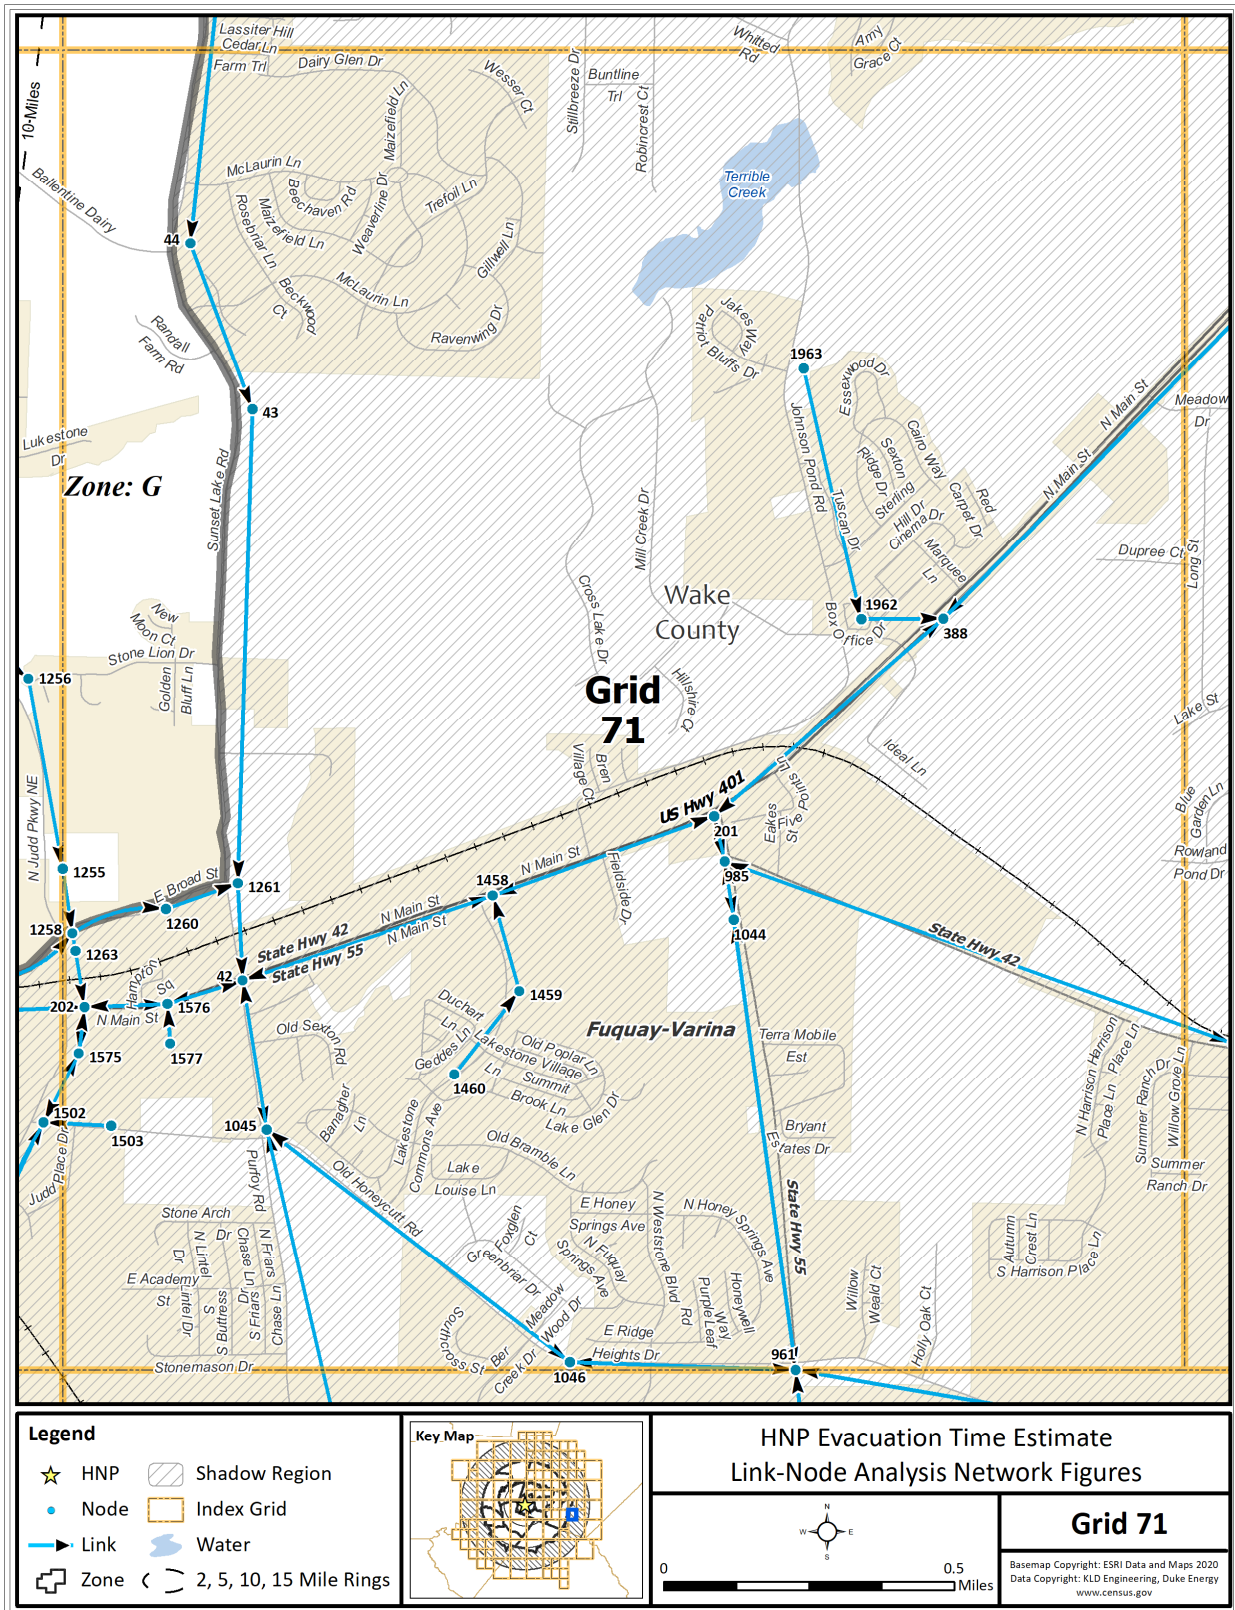 Lassiter Hill
Cedar Ln
Farm Trl
Dairy Glen Dr
Wesser Ct
Stillbreeze Dr
Buntline
Trl
Robincrest Ct
Whitted
Rd
Amy
Grace Ct
10-Miles
Ballentine Dairy
McLaurin Ln
Maizefield Ln
Beechaven Rd
Weaverline Dr
Trefoil Ln
Rosebriar Ln
Maizefield Ln
Gillwell Ln
McLaurin Ln
Beckwood
Ct
Ravenwing Dr
Terrible
Creek
44
Randall
Farm Rd
43
Jakes Way
Patriot Bluffs Dr
1963
Essexwood Dr
Johnson Pond Rd
Cairo Way
Sexton
Ridge Dr
Sterling
Hill Dr
Cinema Dr
Carpet Dr
Red
Tuscan Dr
Marquee
Ln
N Main St
N Main St
Meadow
Dr
Lukestone
Dr
Zone: G
Sunset Lake Rd
Mill Creek Dr
Cross Lake Dr
Dupree Ct
Long St
Wake
County
1962
Box Office Dr
388
New
Moon Ct
Stone Lion Dr
Golden
Bluff Ln
1256
Hillshire Ct
Grid
71
Lake St
Ideal Ln
Village Ct
Bren
US Hwy 401
Five Points Ln
Eakes
St
Blue
Garden Ln
Rowland
Pond Dr
N Judd Pkwy NE
1255
E Broad St
1261
1260
1258
1263
201
985
1044
1458
N Main St
Fieldside Dr
N Main St
N Main St
State Hwy 42
State Hwy 55
State Hwy 42
42
Hampton
Sq
202
1576
N Main St
1577
1575
1459
1460
Duchart
Ln
Geddes Ln
Lakestone Village
Ln
Old Poplar Ln
Summit
Brook Ln
Lake Glen Dr
Fuquay-Varina
Old Sexton Rd
Terra Mobile
Est
N Harrison Harrison
Place Ln
Place Ln
Summer Ranch Dr
Willow Grove Ln
1502
1503
1045
Banagher
Ln
Lakestone
Commons Ave
Old Bramble Ln
Bryant
Estates Dr
Judd Place Dr
Purfoy Rd
Old Honeycutt Rd
Lake
Louise Ln
Summer
Ranch Dr
Stone Arch
Dr
N Lintel
Dr
Chase Ln
N Friars
E Academy
St
Lintel Dr
S
S Buttress
Dr
S Friars
Chase Ln
Stonemason Dr
Foxglen
Ct
Greenbriar Dr
Meadow
Wood Dr
Southcross St
Ber
Creek Dr
E Honey
Springs Ave
N Fuquay
Springs Ave
N Weststone Blvd
N Honey Springs Ave
Purple Leaf
Way
Honeywell
Rd
E Ridge
Heights Dr
State Hwy 55
Willow
Weald Ct
Holly Oak Ct
Autumn
Crest Ln
S Harrison Place Ln
1046
961
Legend
HNP
Node
Link
Zone
Shadow Region
Index Grid
Water
2, 5, 10, 15 Mile Rings
Key Map
HNP Evacuation Time Estimate
Link-Node Analysis Network Figures
N
W E
S
0 0.5
Miles
Grid 71
Basemap Copyright: ESRI Data and Maps 2020
Data Copyright: KLD Engineering, Duke Energy
www.census.gov